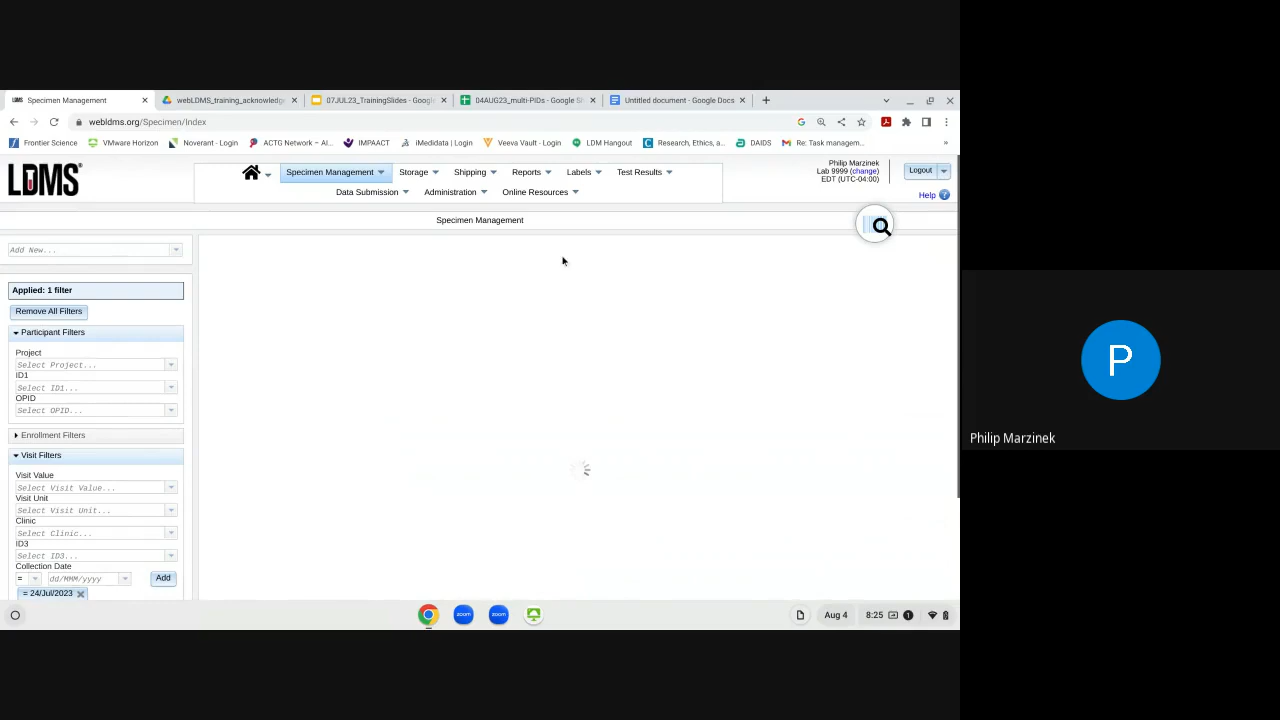 Specimen Management
webLDMS_training_acknowledg
07JUL23_TrainingSlides - Googl
04AUG23_multi-PIDs - Google Sh
Untitled document - Google Docs
webldms.org/Specimen/Index
Frontier Science
VMware Horizon
Noverant - Login
ACTG Network – Al...
IMPAACT
iMedidata | Login
Veeva Vault - Login
LDM Hangout
Research, Ethics, a...
DAIDS
Re: Task managem...
»
LDMS®
Specimen Management
Storage
Shipping
Reports
Labels
Test Results
Data Submission
Administration
Online Resources
Philip Marzinek
Lab 9999 (change)
EDT (UTC-04:00)
Logout
Help ?
Specimen Management
Add New...
Applied: 1 filter
Remove All Filters
Participant Filters
Project
Select Project...
ID1
Select ID1...
OPID
Select OPID...
Enrollment Filters
Visit Filters
Visit Value
Select Visit Value...
Visit Unit
Select Visit Unit...
Clinic
Select Clinic...
ID3
Select ID3...
Collection Date
= dd/MMM/yyyy Add
= 24/Jul/2023
zoom
zoom
Aug 4
8:25
1
P
Philip Marzinek